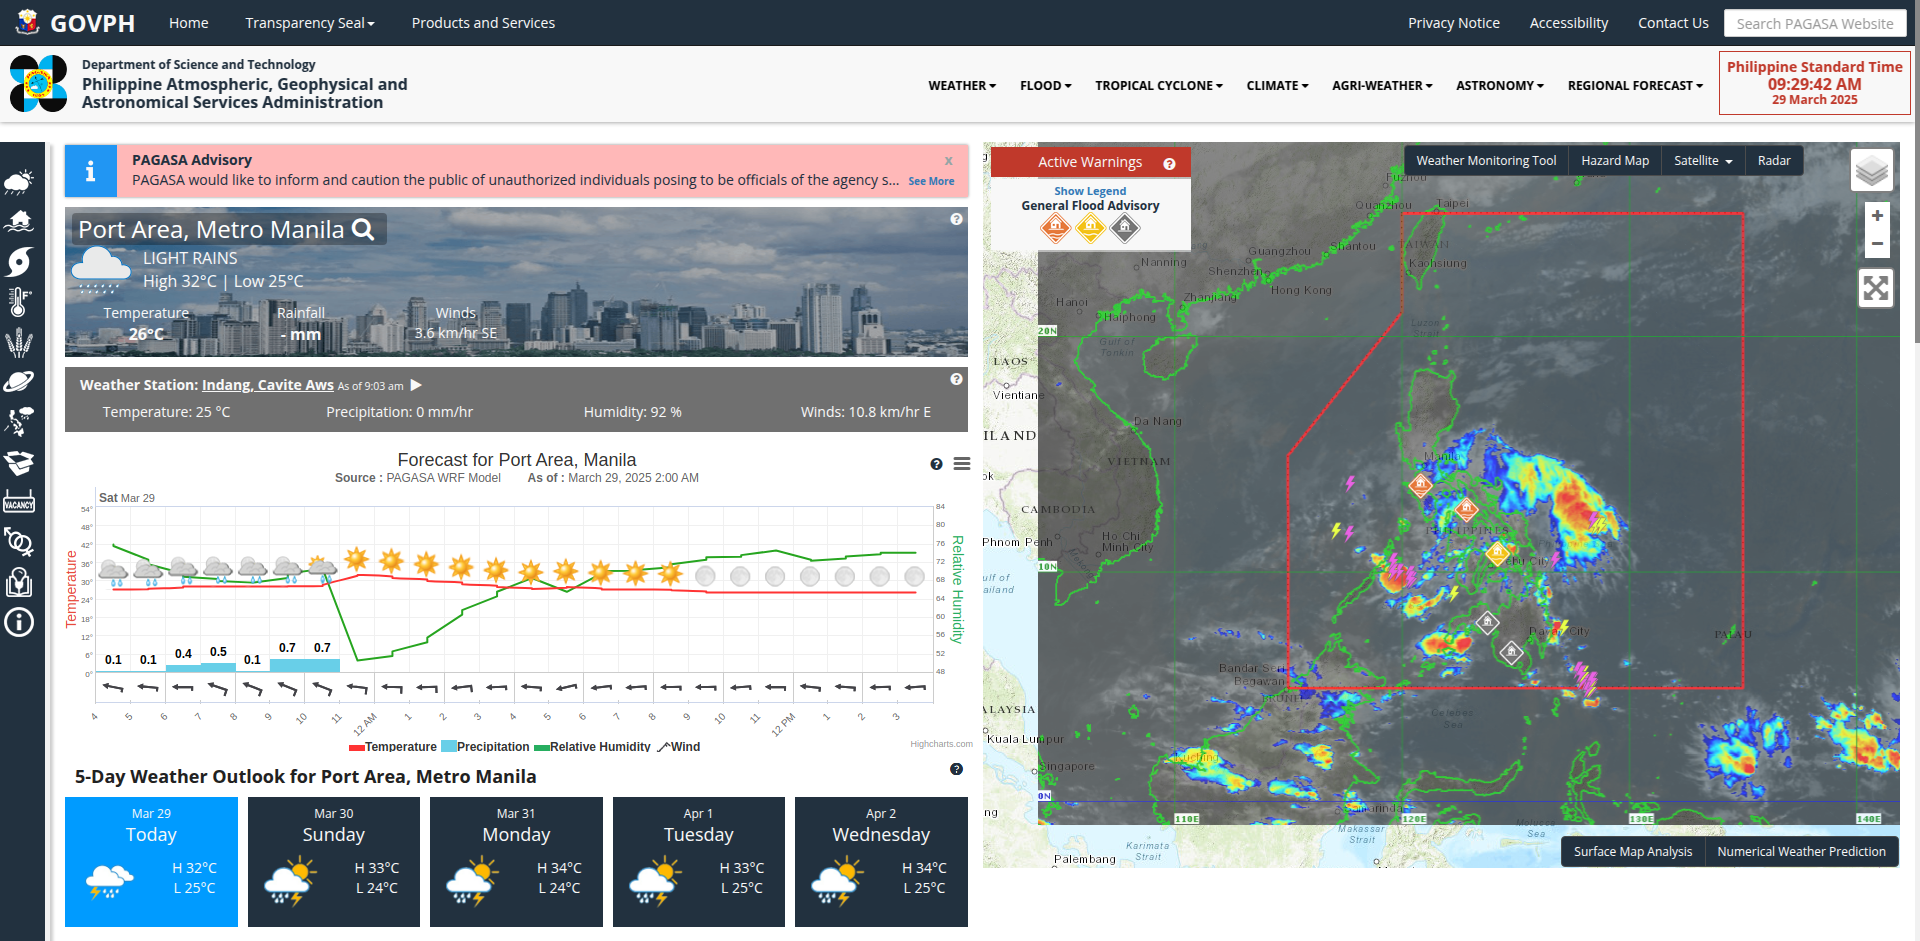 GOVPH
Home
Transparency Seal
Products and Services
Privacy Notice
Accessibility
Contact Us
Search PAGASA Website
Department of Science and Technology
Philippine Atmospheric, Geophysical and
Astronomical Services Administration
WEATHER
FLOOD
TROPICAL CYCLONE
CLIMATE
AGRI-WEATHER
ASTRONOMY
REGIONAL FORECAST
Philippine Standard Time
09:29:42 AM
29 March 2025
VACANCY
PAGASA Advisory
x
PAGASA would like to inform and caution the public of unauthorized individuals posing to be officials of the agency s...
See More
Port Area, Metro Manila
LIGHT RAINS
High 32°C | Low 25°C
Temperature
26°C
Rainfall
- mm
Winds
3.6 km/hr SE
Weather Station: Indang, Cavite Aws As of 9:03 am
Temperature: 25 °C
Precipitation: 0 mm/hr
Humidity: 92 %
Winds: 10.8 km/hr E
Forecast for Port Area, Manila
Source : PAGASA WRF Model As of : March 29, 2025 2:00 AM
Sat Mar 29
54°
48°
42°
36°
30°
24°
18°
12°
6°
0°
Temperature
84
80
76
72
68
64
60
56
52
48
Relative Humidity
0.1
0.1
0.4
0.5
0.1
0.7
0.7
4
5
6
7
8
9
10
11
12 AM
1
2
3
4
5
6
7
8
9
10
11
12 PM
1
2
3
Temperature
Precipitation
Relative Humidity
Wind
Highcharts.com
5-Day Weather Outlook for Port Area, Metro Manila
Mar 29
Today
H 32°C
L 25°C
Mar 30
Sunday
H 33°C
L 24°C
Mar 31
Monday
H 34°C
L 24°C
Apr 1
Tuesday
H 33°C
L 25°C
Apr 2
Wednesday
H 34°C
L 25°C
Active Warnings
Show Legend
General Flood Advisory
Weather Monitoring Tool
Hazard Map
Satellite
Radar
+
−
Fuzhou
Quanzhou
Taipei
TAIWAN
Kaohsiung
Shantou
Guangzhou
Nanning
Shenzhen
Hong Kong
Zhanjiang
Hanoi
Haiphong
Gulf of
Tonkin
Luzon
Strait
20N
LAOS
Vientiane
Da Nang
ILAND
VIETNAM
Manila
ok
CAMBODIA
PHILIPPINES
Phnom Penh
Ho Chi
Minh City
Cebu City
10N
ulf of
ailand
Davao City
PALAU
Bandar Seri
Begawan
BRUNEI
ALAYSIA
Celebes
Sea
Kuala Lumpur
Kuching
Singapore
0N
Samarinda
ng
110E
120E
130E
140E
Makassar
Strait
Molucca
Sea
Karimata
Strait
Palembang
Surface Map Analysis
Numerical Weather Prediction